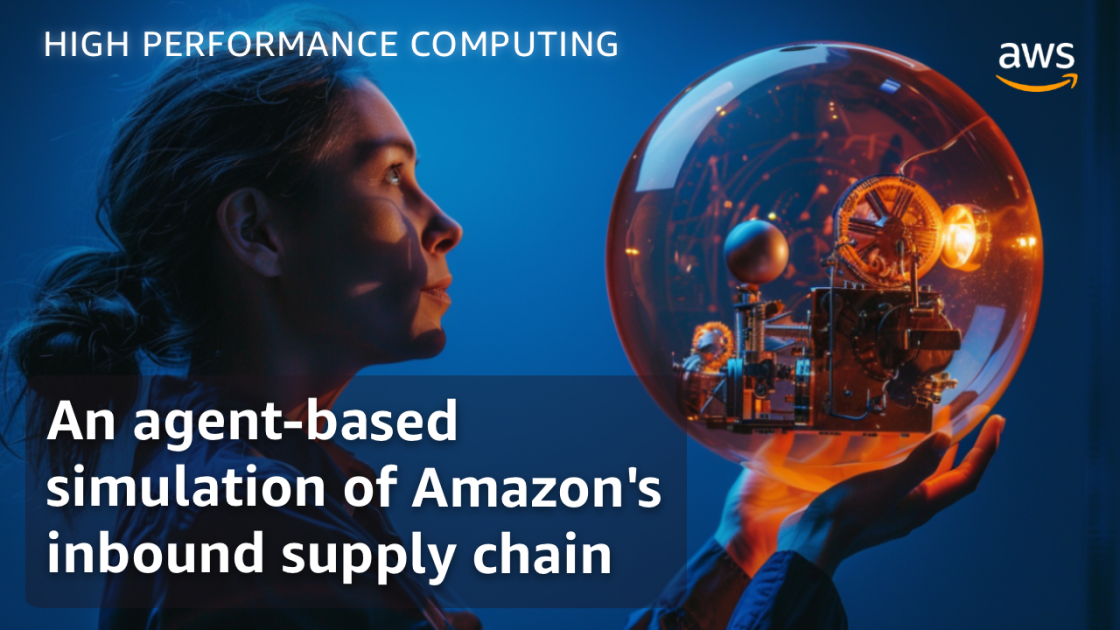 HIGH PERFORMANCE COMPUTING
aws
An agent-based
simulation of Amazon's
inbound supply chain